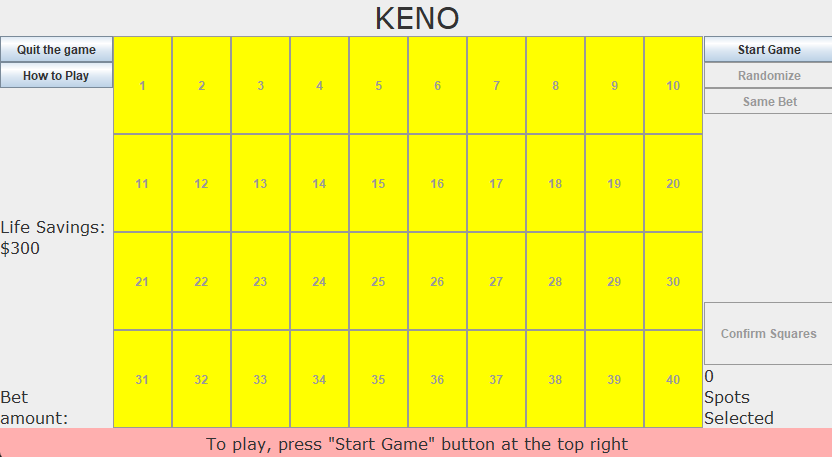 KENO
Quit the game
How to Play
Start Game
Randomize
Same Bet
1 2 3 4 5 6 7 8 9 10
11 12 13 14 15 16 17 18 19 20
21 22 23 24 25 26 27 28 29 30
31 32 33 34 35 36 37 38 39 40
Life Savings:
$300
Bet
amount:
Confirm Squares
0
Spots
Selected
To play, press "Start Game" button at the top right